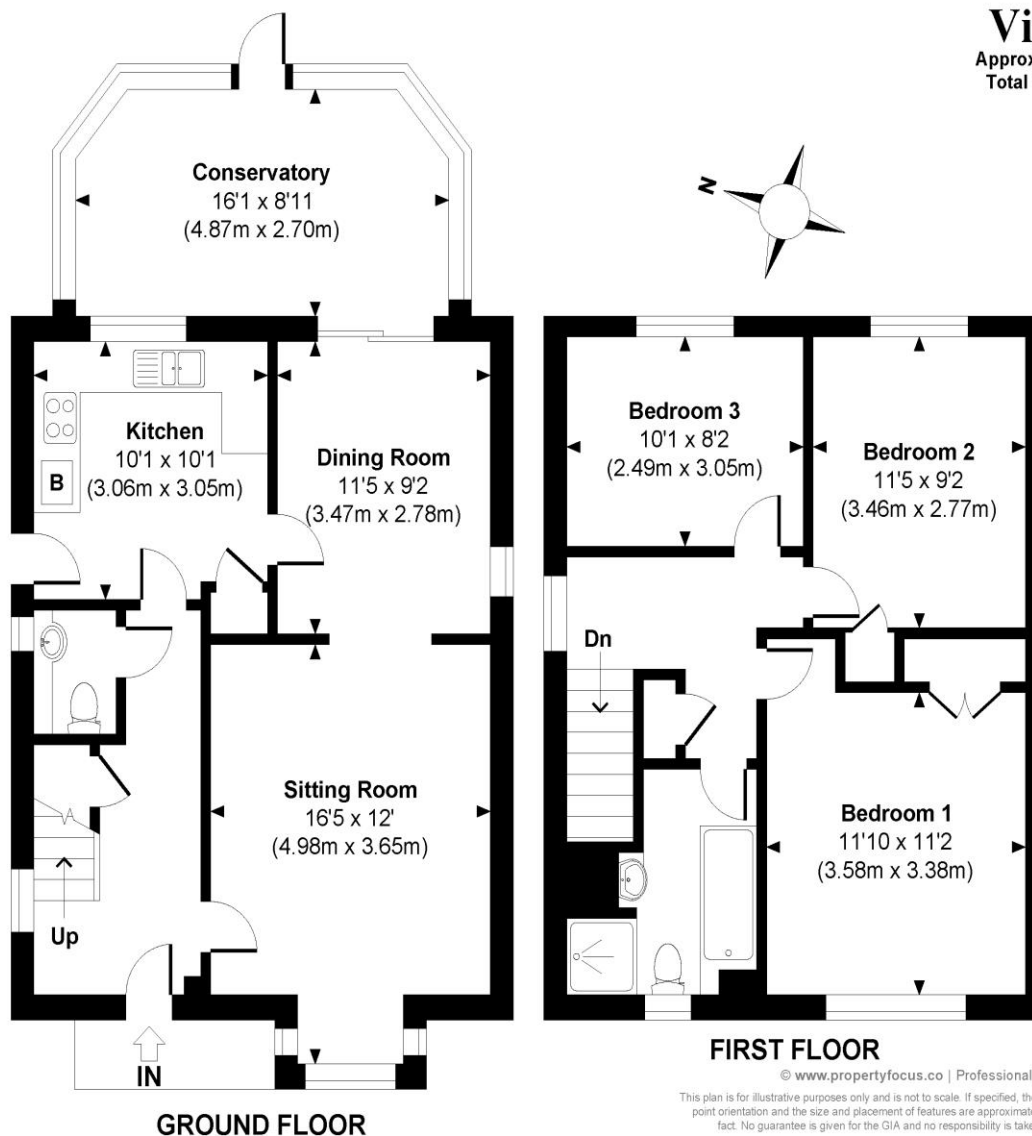 Vi
Approx
Total
N
Conservatory
16'1 x 8'11
(4.87m x 2.70m)
Kitchen
10'1 x 10'1
(3.06m x 3.05m)
B
Dining Room
11'5 x 9'2
(3.47m x 2.78m)
Sitting Room
16'5 x 12'
(4.98m x 3.65m)
Up
IN
GROUND FLOOR
Bedroom 3
10'1 x 8'2
(2.49m x 3.05m)
Bedroom 2
11'5 x 9'2
(3.46m x 2.77m)
Dn
Bedroom 1
11'10 x 11'2
(3.58m x 3.38m)
FIRST FLOOR
© www.propertyfocus.co | Professional
This plan is for illustrative purposes only and is not to scale. If specified, the
point orientation and the size and placement of features are approximate
fact. No guarantee is given for the GIA and no responsibility is take